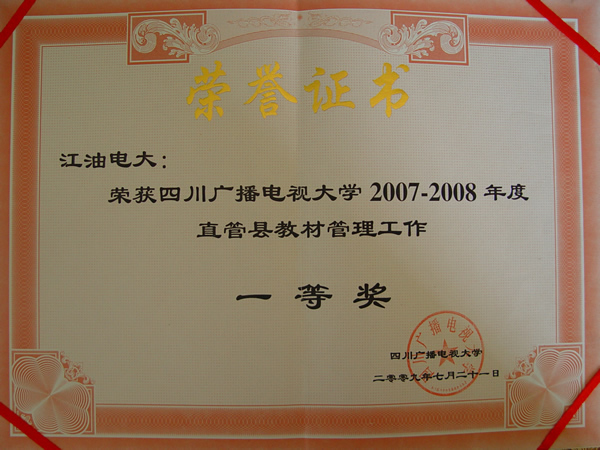 荣誉证书
江油电大：
荣获四川广播电视大学 2007-2008 年度
直管县教材管理工作
一等奖
四川广播电视大学
二零零九年七月二十一日